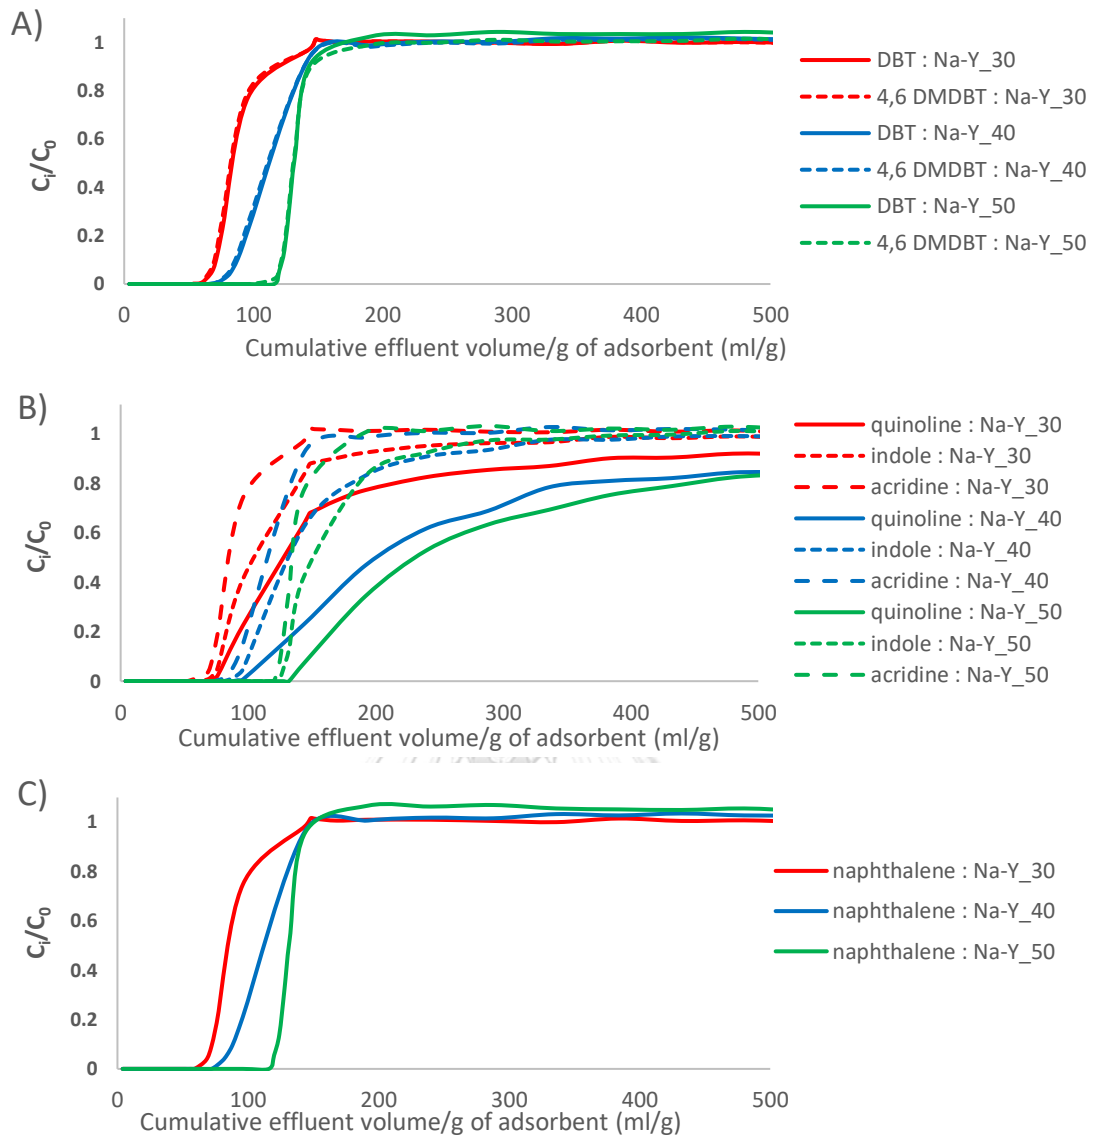 A)
1
0.8
0.6
0.4
0.2
0
Cᵢ/C₀
0 100 200 300 400 500
Cumulative effluent volume/g of adsorbent (ml/g)
DBT : Na-Y_30
4,6 DMDBT : Na-Y_30
DBT : Na-Y_40
4,6 DMDBT : Na-Y_40
DBT : Na-Y_50
4,6 DMDBT : Na-Y_50
B)
1
0.8
0.6
0.4
0.2
0
Cᵢ/C₀
0 100 200 300 400 500
Cumulative effluent volume/g of adsorbent (ml/g)
quinoline : Na-Y_30
indole : Na-Y_30
acridine : Na-Y_30
quinoline : Na-Y_40
indole : Na-Y_40
acridine : Na-Y_40
quinoline : Na-Y_50
indole : Na-Y_50
acridine : Na-Y_50
C)
1
0.8
0.6
0.4
0.2
0
Cᵢ/C₀
0 100 200 300 400 500
Cumulative effluent volume/g of adsorbent (ml/g)
naphthalene : Na-Y_30
naphthalene : Na-Y_40
naphthalene : Na-Y_50